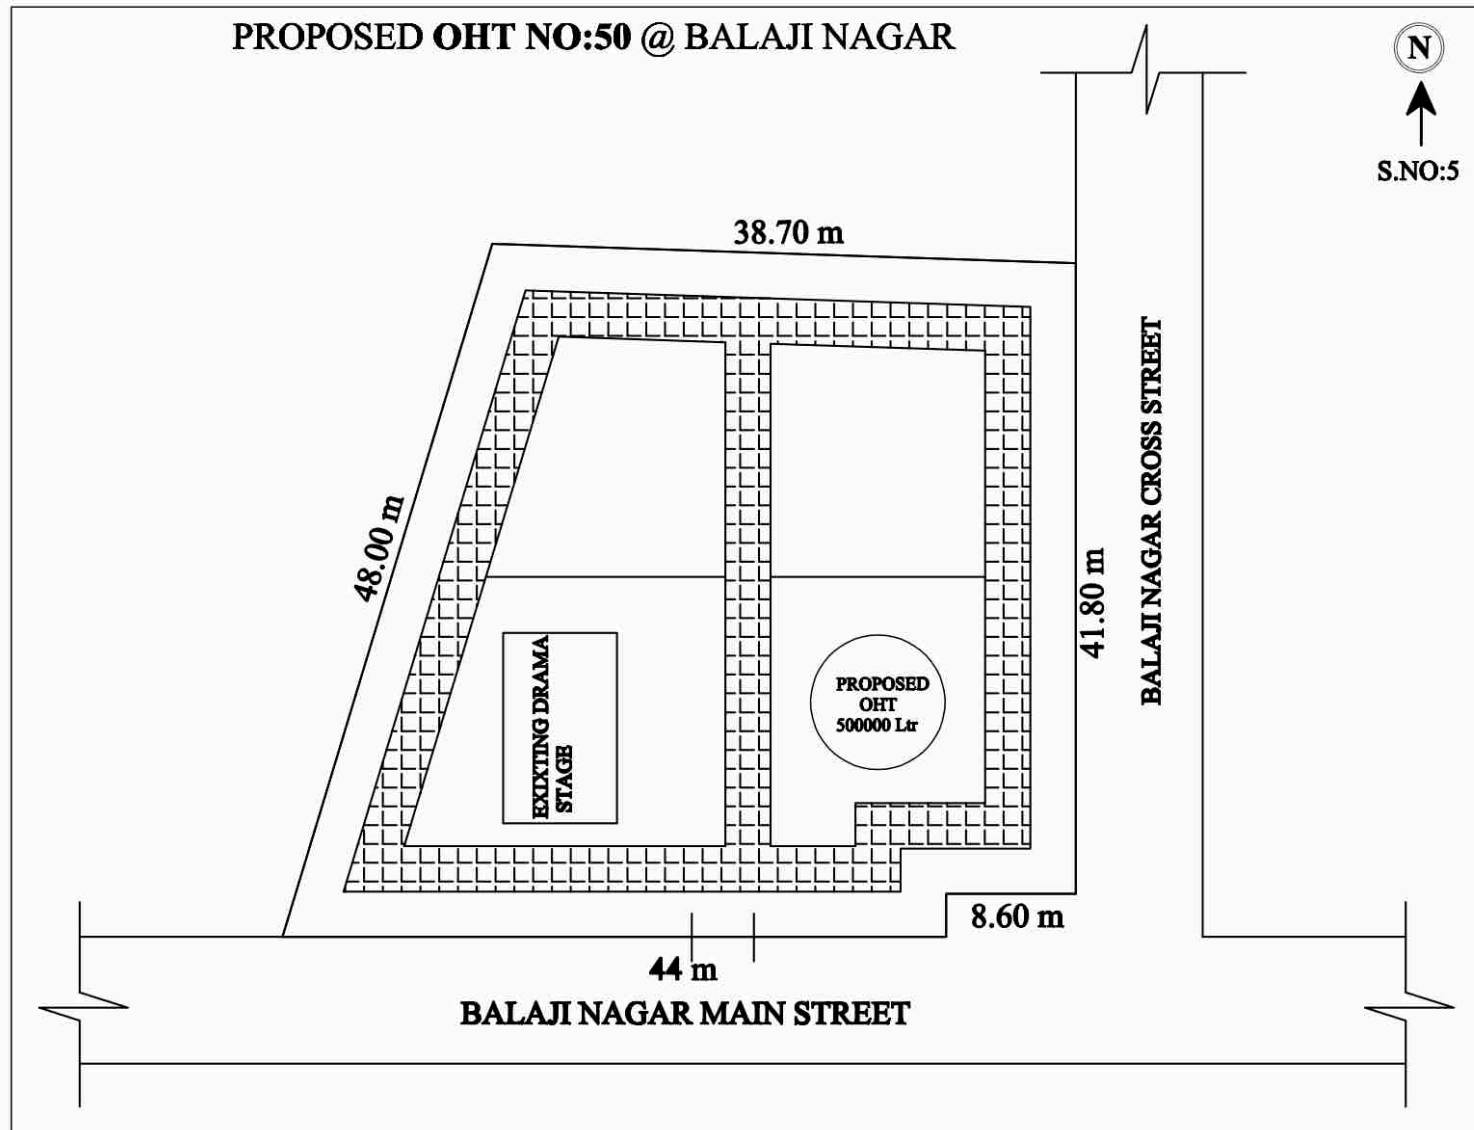 PROPOSED OHT NO:50 @ BALAJI NAGAR
N
S.NO:5
38.70 m
48.00 m
41.80 m
BALAJI NAGAR CROSS STREET
EXIXTING DRAMA
STAGE
PROPOSED
OHT
500000 Ltr
8.60 m
44 m
BALAJI NAGAR MAIN STREET